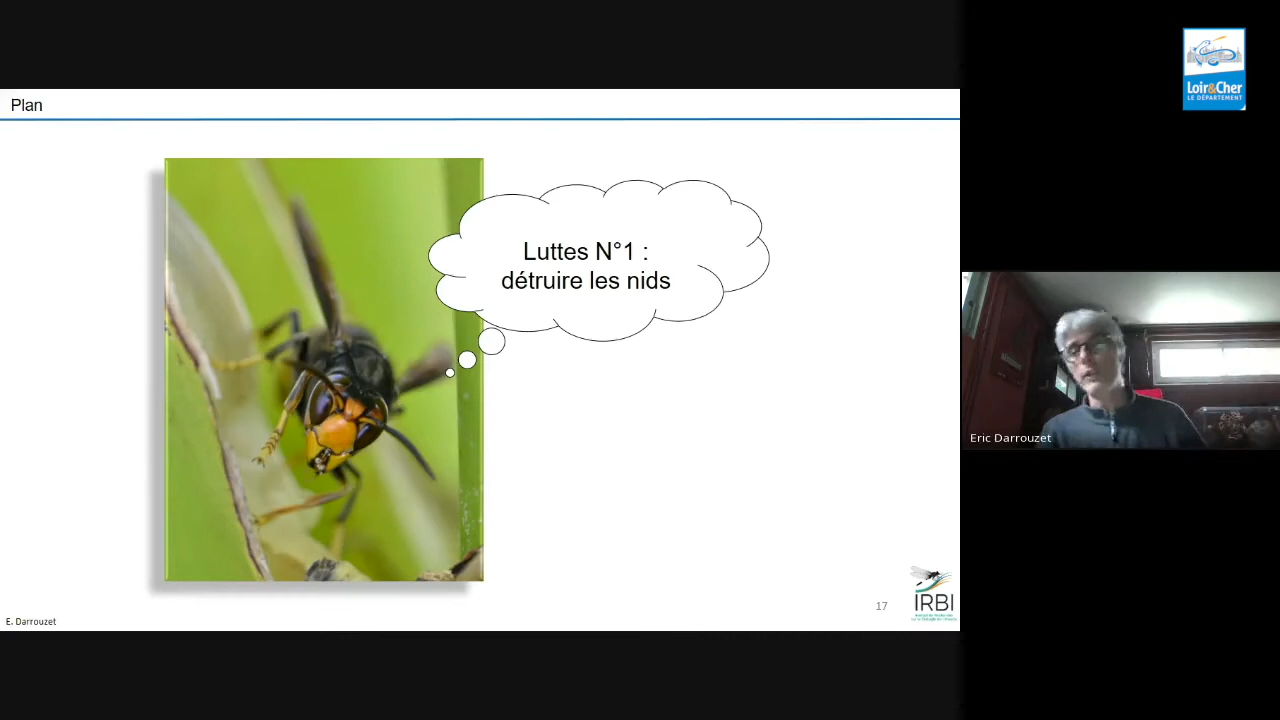 Plan
Luttes N°1 :
détruire les nids
E. Darrouzet
17
IRBI
Loir&Cher
LE DÉPARTEMENT
Eric Darrouzet